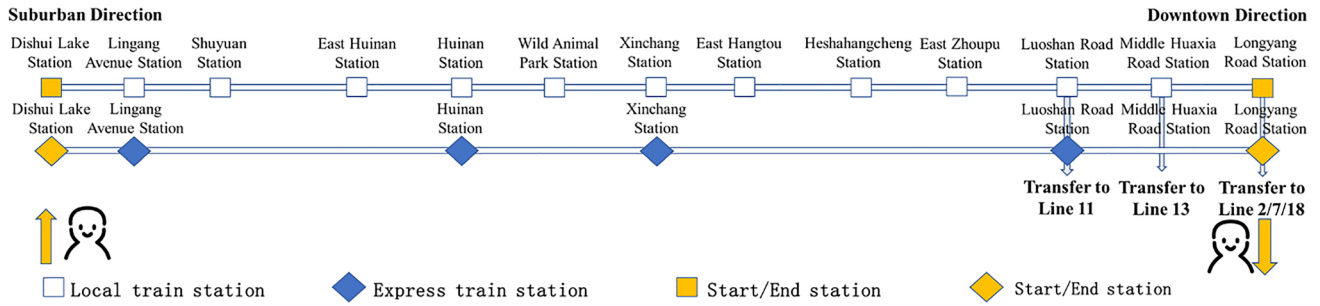 Suburban Direction
Downtown Direction
Dishui Lake
Station
Lingang
Avenue Station
Shuyuan
Station
East Huinan
Station
Huinan
Station
Wild Animal
Park Station
Xinchang
Station
East Hangtou
Station
Heshahangcheng
Station
East Zhoupu
Station
Luoshan Road
Station
Middle Huaxia
Road Station
Longyang
Road Station
Dishui Lake
Station
Lingang
Avenue Station
Huinan
Station
Xinchang
Station
Luoshan Road
Station
Middle Huaxia
Road Station
Longyang
Road Station
Transfer to
Line 11
Transfer to
Line 13
Transfer to
Line 2/7/18
Local train station
Express train station
Start/End station
Start/End station